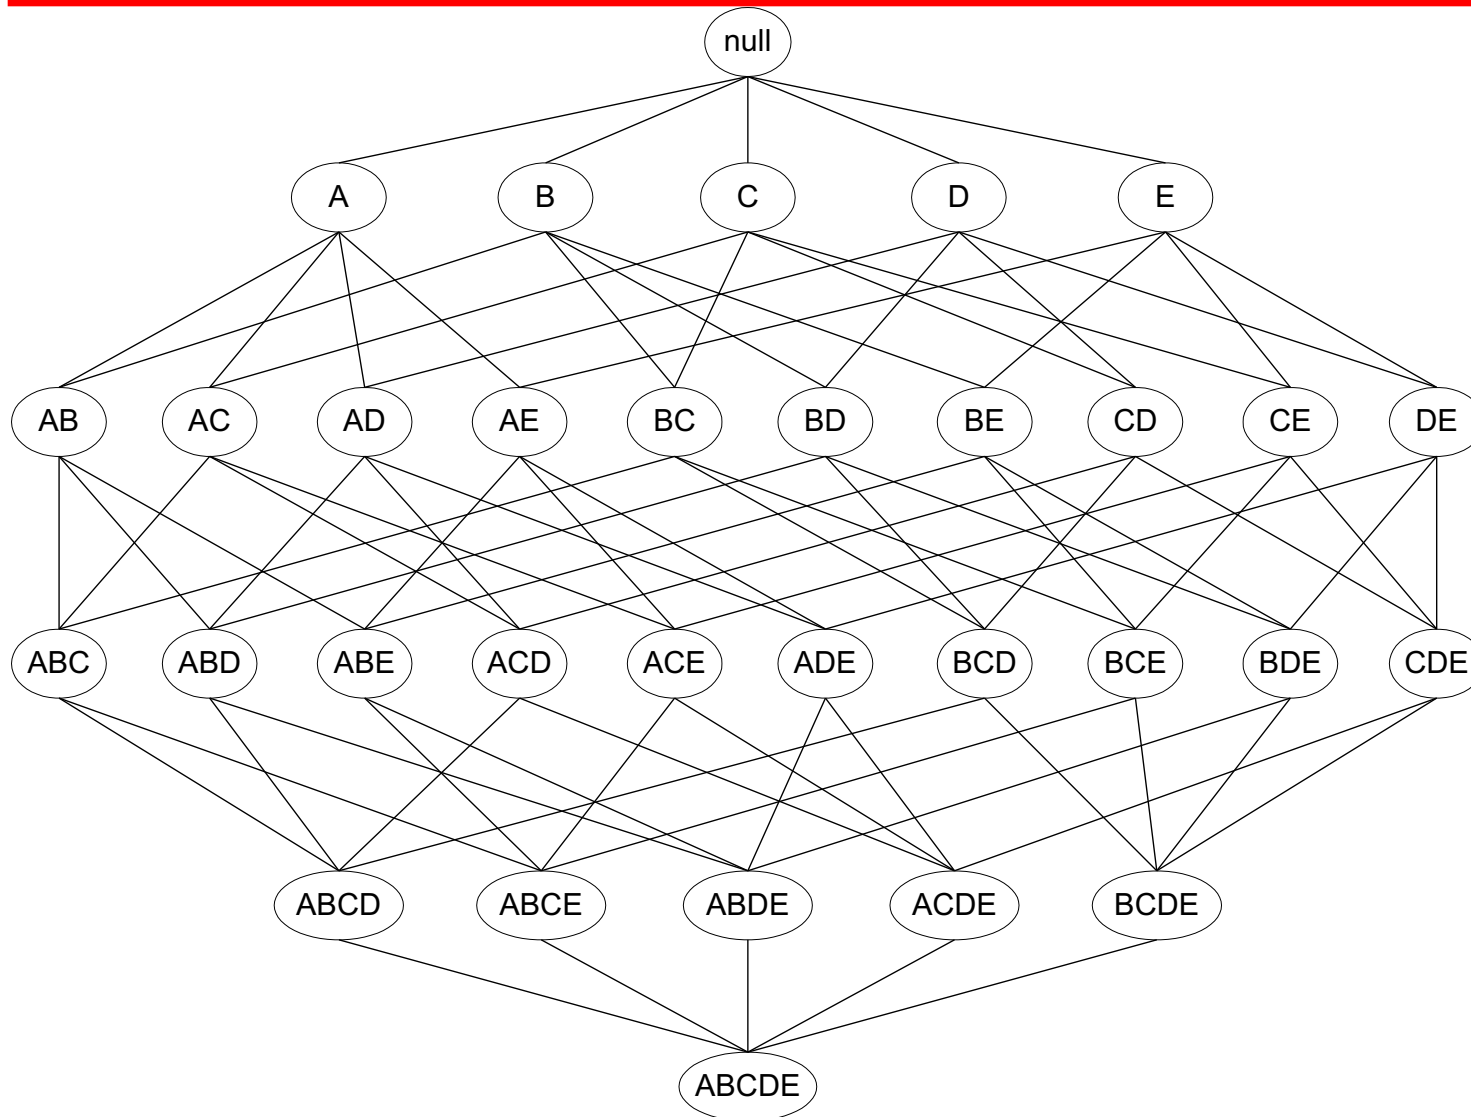 null
A B C D E
AB AC AD AE BC BD BE CD CE DE
ABC ABD ABE ACD ACE ADE BCD BCE BDE CDE
ABCD ABCE ABDE ACDE BCDE
ABCDE